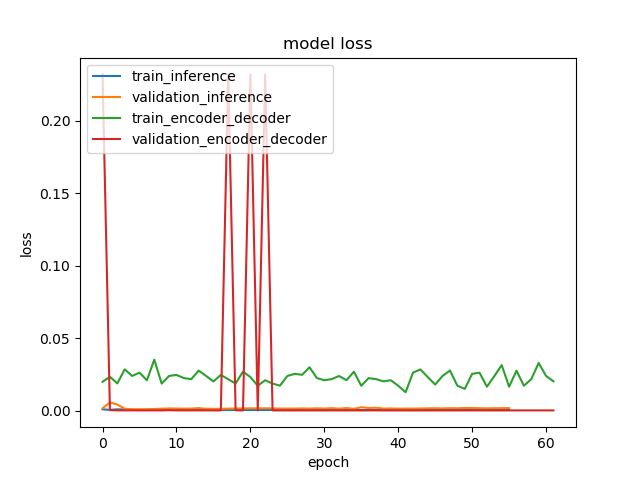 model loss
train_inference
validation_inference
train_encoder_decoder
validation_encoder_decoder
0.20
0.15
0.10
0.05
0.00
loss
0 10 20 30 40 50 60
epoch